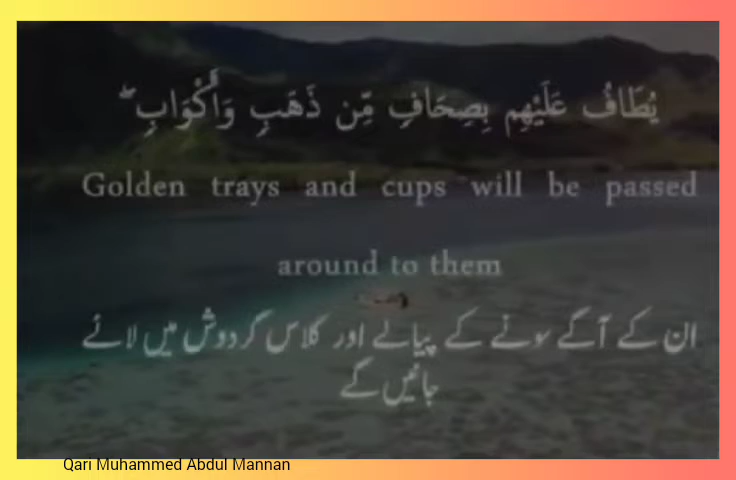 يُطَافُ عَلَيْهِم بِصِحَافٍ مِّن ذَهَبٍ وَأَكْوَابٍ ۖ
Golden trays and cups will be passed
around to them
ان کے آگے سونے کے پیالے اور گلاس گردوش میں لائے
جائیں گے
Qari Muhammed Abdul Mannan